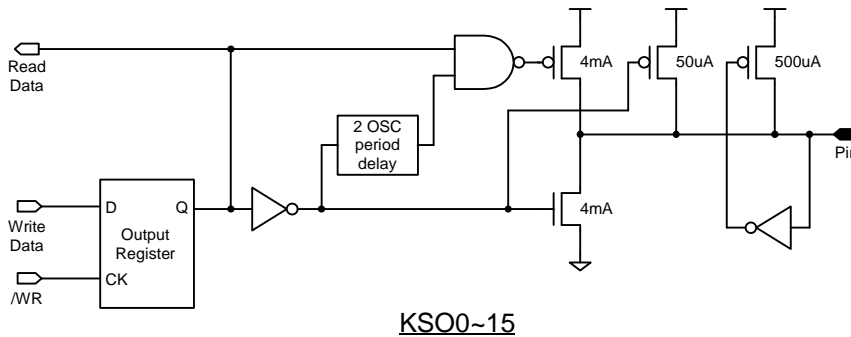 Read
Data
4mA
50uA
500uA
2 OSC
period
delay
Pin
Write
Data
D
Q
Output
Register
CK
/WR
4mA
KSO0~15